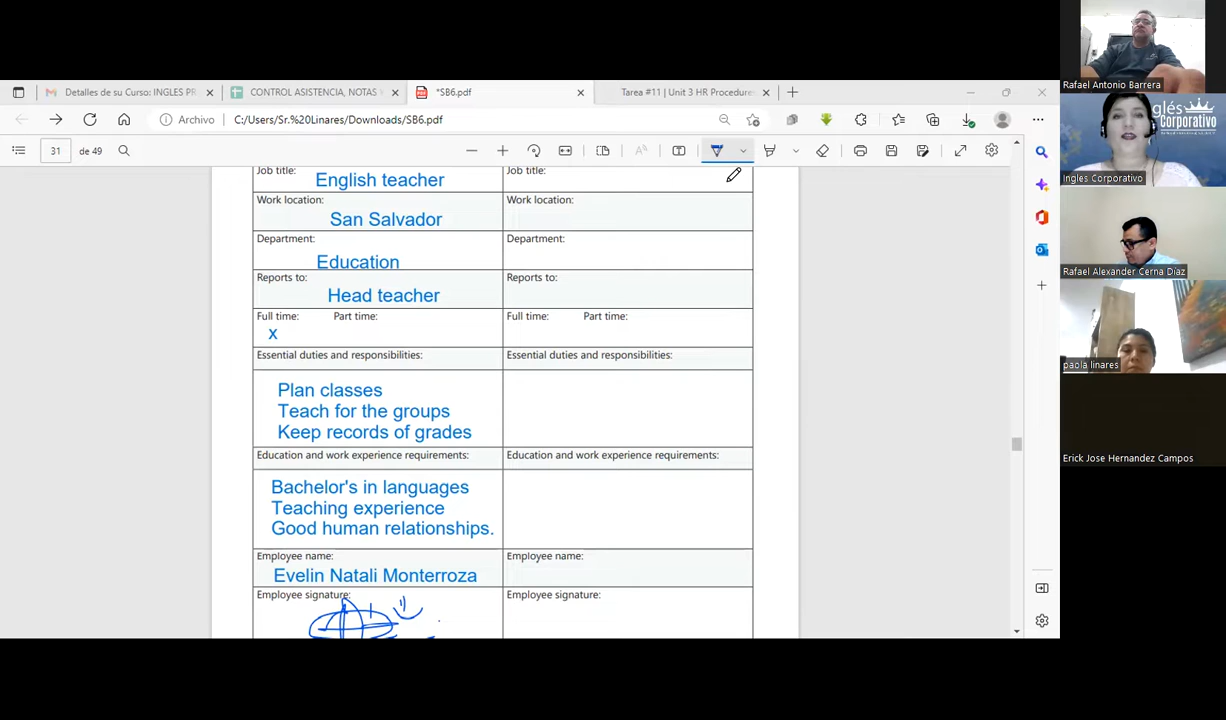 Detalles de su Curso: INGLES PR
CONTROL ASISTENCIA, NOTAS
*SB6.pdf
Tarea #11 | Unit 3 HR Procedure
Archivo
C:/Users/Sr.%20Linares/Downloads/SB6.pdf
31 de 49
Job title: English teacher
Job title:
Work location: San Salvador
Work location:
Department: Education
Department:
Reports to: Head teacher
Reports to:
Full time: x Part time:
Full time: Part time:
Essential duties and responsibilities:
Essential duties and responsibilities:
Plan classes
Teach for the groups
Keep records of grades
Education and work experience requirements:
Education and work experience requirements:
Bachelor's in languages
Teaching experience
Good human relationships.
Employee name:
Employee name:
Evelin Natali Monterroza
Employee signature:
Employee signature:
Rafael Antonio Barrera
glés
Corporativo
Ingles Corporativo
Rafael Alexander Cerna Diaz
paola linares
Erick Jose Hernandez Campos